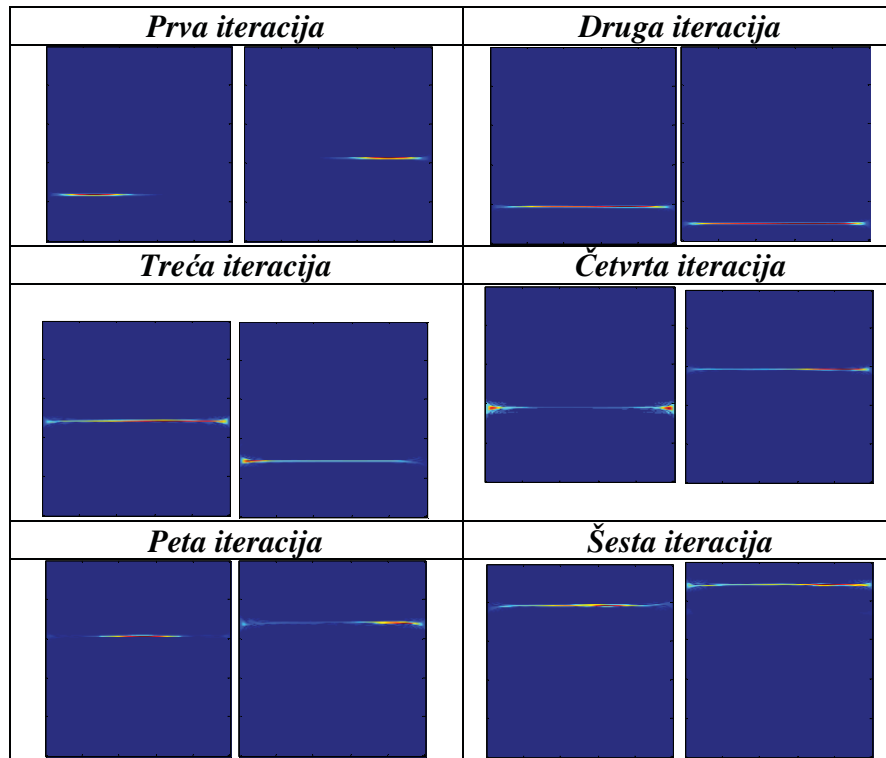 Prva iteracija
Druga iteracija
Treća iteracija
Četvrta iteracija
Peta iteracija
Šesta iteracija